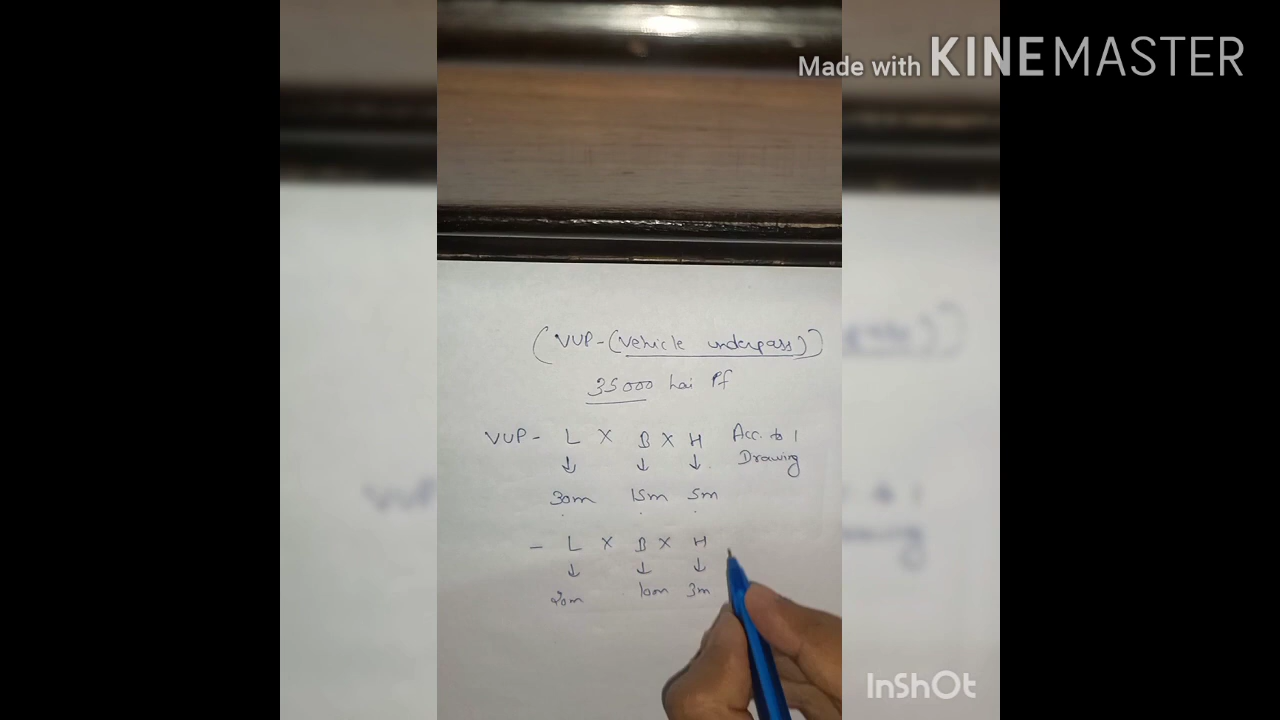 Made with KINEMASTER
(VUP-(Vehicle underpass))
35000 hai Pf
VUP- L X B X H Acc. to 1
Drawing
↓ ↓ ↓
30m 15m 5m
- L X B X H
↓ ↓ ↓
20m 10m 3m
InShOt